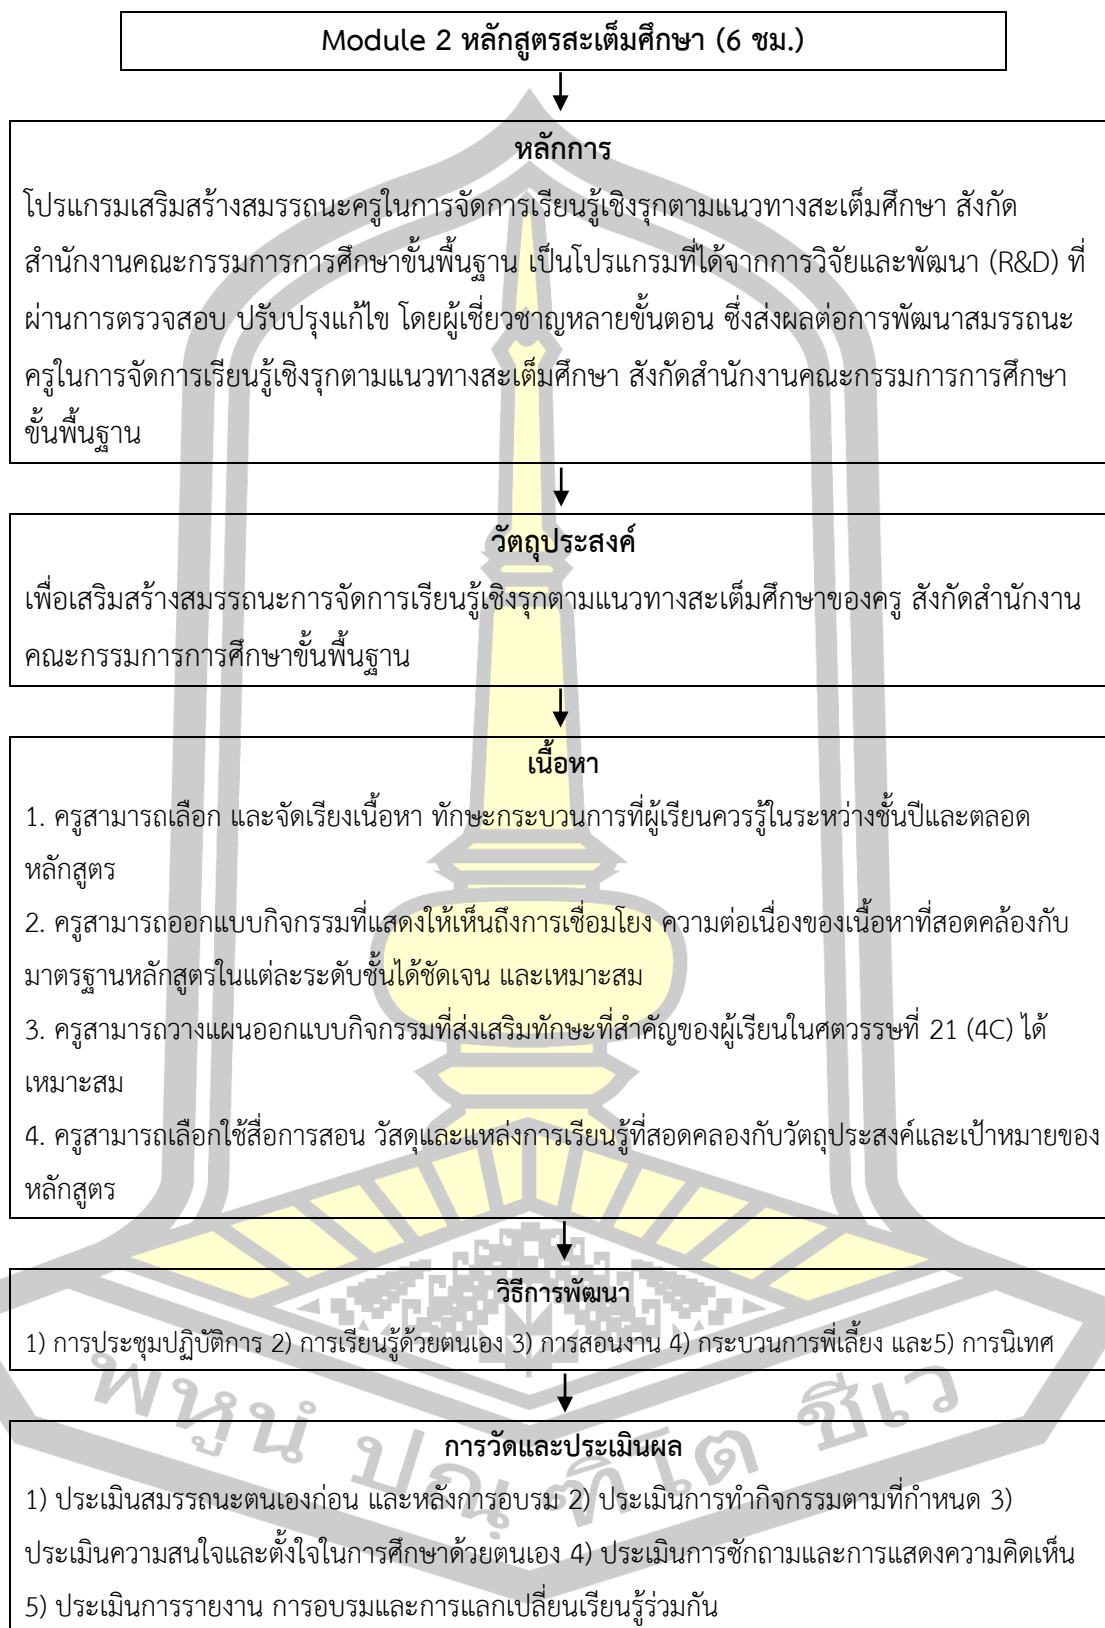 Module 2 หลักสูตรสะเต็มศึกษา (6 ชม.)
หลักการ
โปรแกรมเสริมสร้างสมรรถนะครูในการจัดการเรียนรู้เชิงรุกตามแนวทางสะเต็มศึกษา สังกัด
สำนักงานคณะกรรมการการศึกษาขั้นพื้นฐาน เป็นโปรแกรมที่ได้จากการวิจัยและพัฒนา (R&D) ที่
ผ่านการตรวจสอบ ปรับปรุงแก้ไข โดยผู้เชี่ยวชาญหลายขั้นตอน ซึ่งส่งผลต่อการพัฒนาสมรรถนะ
ครูในการจัดการเรียนรู้เชิงรุกตามแนวทางสะเต็มศึกษา สังกัดสำนักงานคณะกรรมการการศึกษา
ขั้นพื้นฐาน
วัตถุประสงค์
เพื่อเสริมสร้างสมรรถนะการจัดการเรียนรู้เชิงรุกตามแนวทางสะเต็มศึกษาของครู สังกัดสำนักงาน
คณะกรรมการการศึกษาขั้นพื้นฐาน
เนื้อหา
1. ครูสามารถเลือก และจัดเรียงเนื้อหา ทักษะกระบวนการที่ผู้เรียนควรรู้ในระหว่างชั้นปีและตลอด
หลักสูตร
2. ครูสามารถออกแบบกิจกรรมที่แสดงให้เห็นถึงการเชื่อมโยง ความต่อเนื่องของเนื้อหาที่สอดคล้องกับ
มาตรฐานหลักสูตรในแต่ละระดับชั้นได้ชัดเจน และเหมาะสม
3. ครูสามารถวางแผนออกแบบกิจกรรมที่ส่งเสริมทักษะที่สำคัญของผู้เรียนในศตวรรษที่ 21 (4C) ได้
เหมาะสม
4. ครูสามารถเลือกใช้สื่อการสอน วัสดุและแหล่งการเรียนรู้ที่สอดคลองกับวัตถุประสงค์และเป้าหมายของ
หลักสูตร
วิธีการพัฒนา
1) การประชุมปฏิบัติการ 2) การเรียนรู้ด้วยตนเอง 3) การสอนงาน 4) กระบวนการพี่เลี้ยง และ5) การนิเทศ
การวัดและประเมินผล
1) ประเมินสมรรถนะตนเองก่อน และหลังการอบรม 2) ประเมินการทำกิจกรรมตามที่กำหนด 3)
ประเมินความสนใจและตั้งใจในการศึกษาด้วยตนเอง 4) ประเมินการซักถามและการแสดงความคิดเห็น
5) ประเมินการรายงาน การอบรมและการแลกเปลี่ยนเรียนรู้ร่วมกัน
พหูนํ ปณฺฑิโต ชีเว